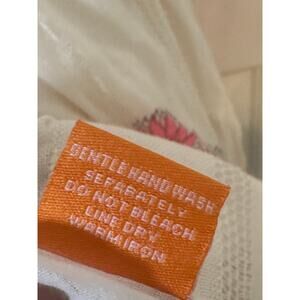 GENTLE HAND WASH
SEPARATELY
DO NOT BLEACH
LINE DRY
WARM IRON